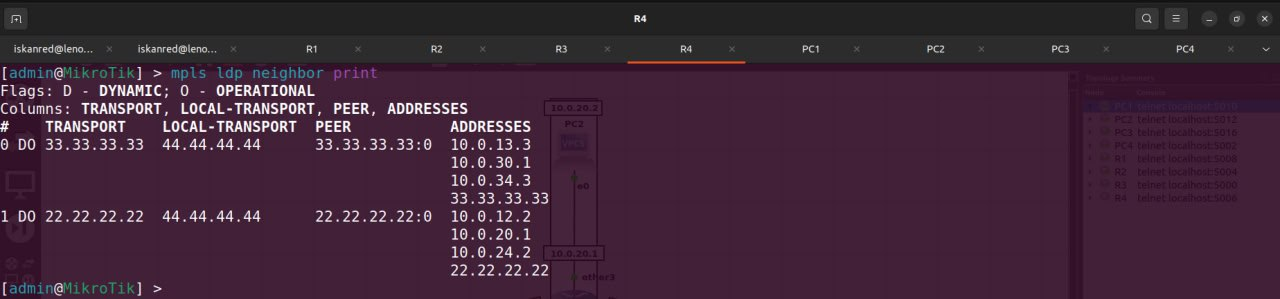 R4
iskanred@leno...
iskanred@leno...
R1
R2
R3
R4
PC1
PC2
PC3
PC4
[admin@MikroTik] > mpls ldp neighbor print
Flags: D - DYNAMIC; O - OPERATIONAL
Columns: TRANSPORT, LOCAL-TRANSPORT, PEER, ADDRESSES
#    TRANSPORT    LOCAL-TRANSPORT  PEER           ADDRESSES
0 DO 33.33.33.33  44.44.44.44      33.33.33.33:0  10.0.13.3
10.0.30.1
10.0.34.3
33.33.33.33
1 DO 22.22.22.22  44.44.44.44      22.22.22.22:0  10.0.12.2
10.0.20.1
10.0.24.2
22.22.22.22
[admin@MikroTik] >
10.0.20.2
PC2
VPCS
e0
10.0.20.1
ether3
Topology Summary
Node Console
PC1 telnet localhost:5010
PC2 telnet localhost:5012
PC3 telnet localhost:5016
PC4 telnet localhost:5002
R1 telnet localhost:5008
R2 telnet localhost:5004
R3 telnet localhost:5000
R4 telnet localhost:5006